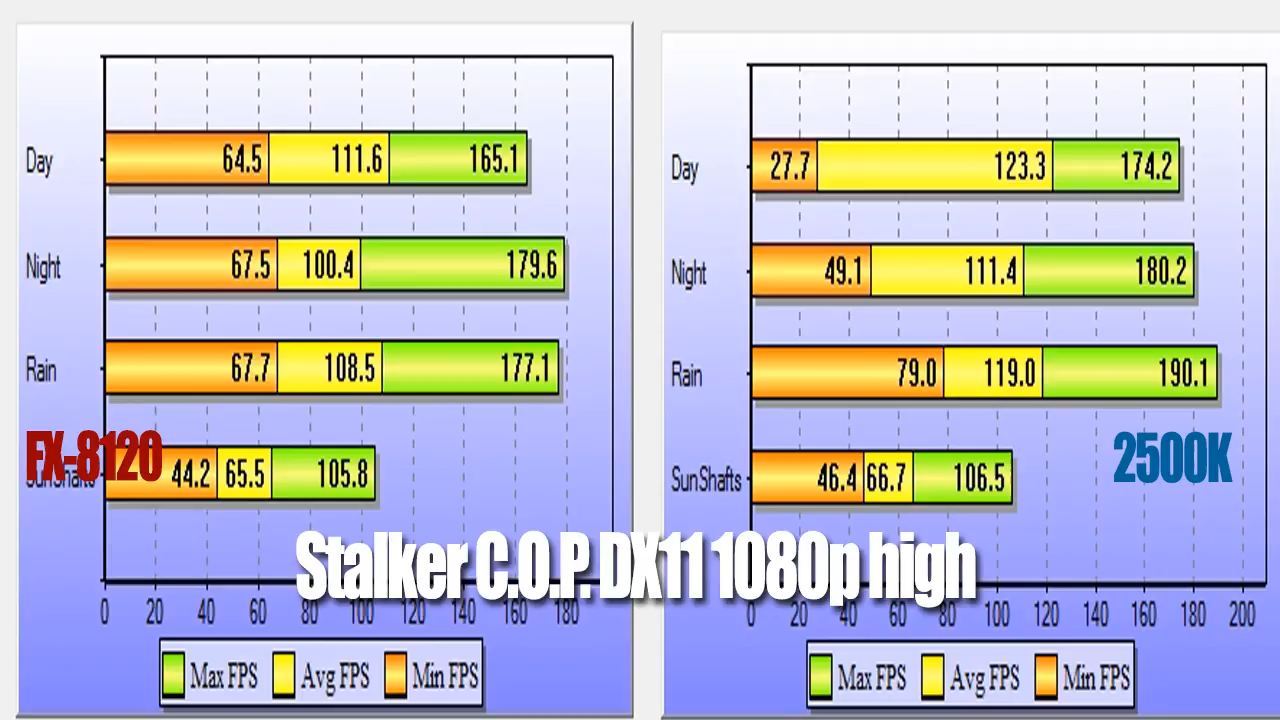 Day 64.5 111.6 165.1
Night 67.5 100.4 179.6
Rain 67.7 108.5 177.1
FX-8120
SunShafts 44.2 65.5 105.8
0 20 40 60 80 100 120 140 160 180
Max FPS Avg FPS Min FPS
Day 27.7 123.3 174.2
Night 49.1 111.4 180.2
Rain 79.0 119.0 190.1
2500K
SunShafts 46.4 66.7 106.5
0 20 40 60 80 100 120 140 160 180 200
Max FPS Avg FPS Min FPS
Stalker C.O.P. DX11 1080p high